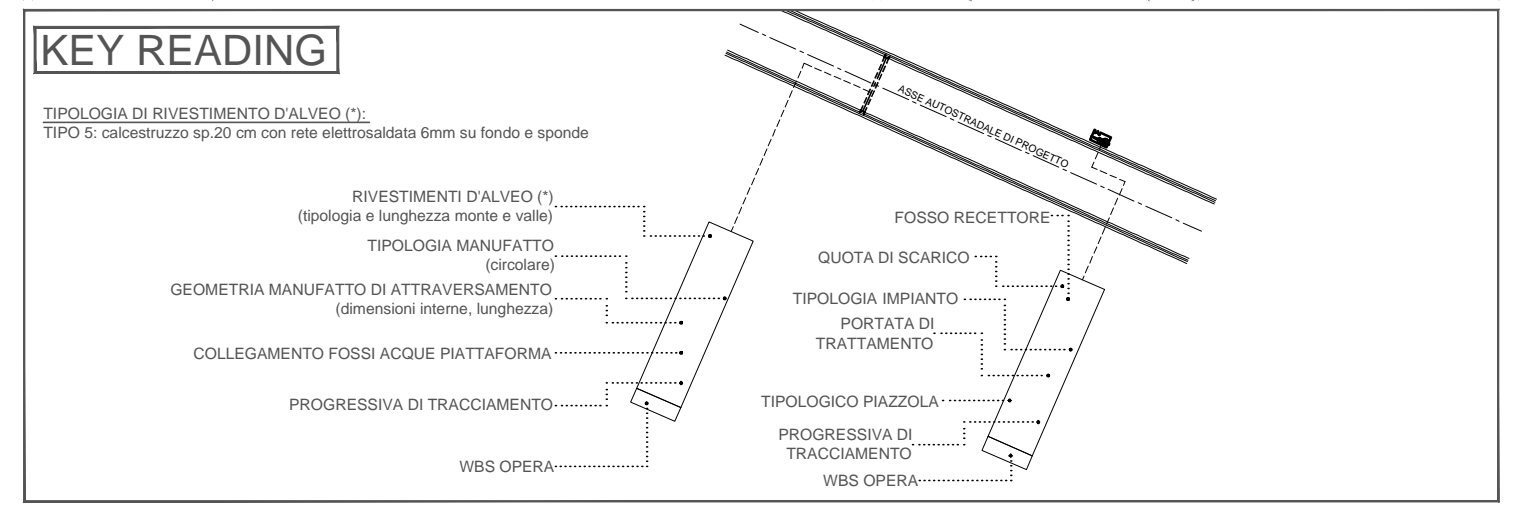 KEY READING
TIPOLOGIA DI RIVESTIMENTO D'ALVEO (*):
TIPO 5: calcestruzzo sp.20 cm con rete elettrosaldata 6mm su fondo e sponde
RIVESTIMENTI D'ALVEO (*)
(tipologia e lunghezza monte e valle)
TIPOLOGIA MANUFATTO
(circolare)
GEOMETRIA MANUFATTO DI ATTRAVERSAMENTO
(dimensioni interne, lunghezza)
COLLEGAMENTO FOSSI ACQUE PIATTAFORMA
PROGRESSIVA DI TRACCIAMENTO
WBS OPERA
ASSE AUTOSTRADALE DI PROGETTO
FOSSO RECETTORE
QUOTA DI SCARICO
TIPOLOGIA IMPIANTO
PORTATA DI
TRATTAMENTO
TIPOLOGICO PIAZZOLA
PROGRESSIVA DI
TRACCIAMENTO
WBS OPERA